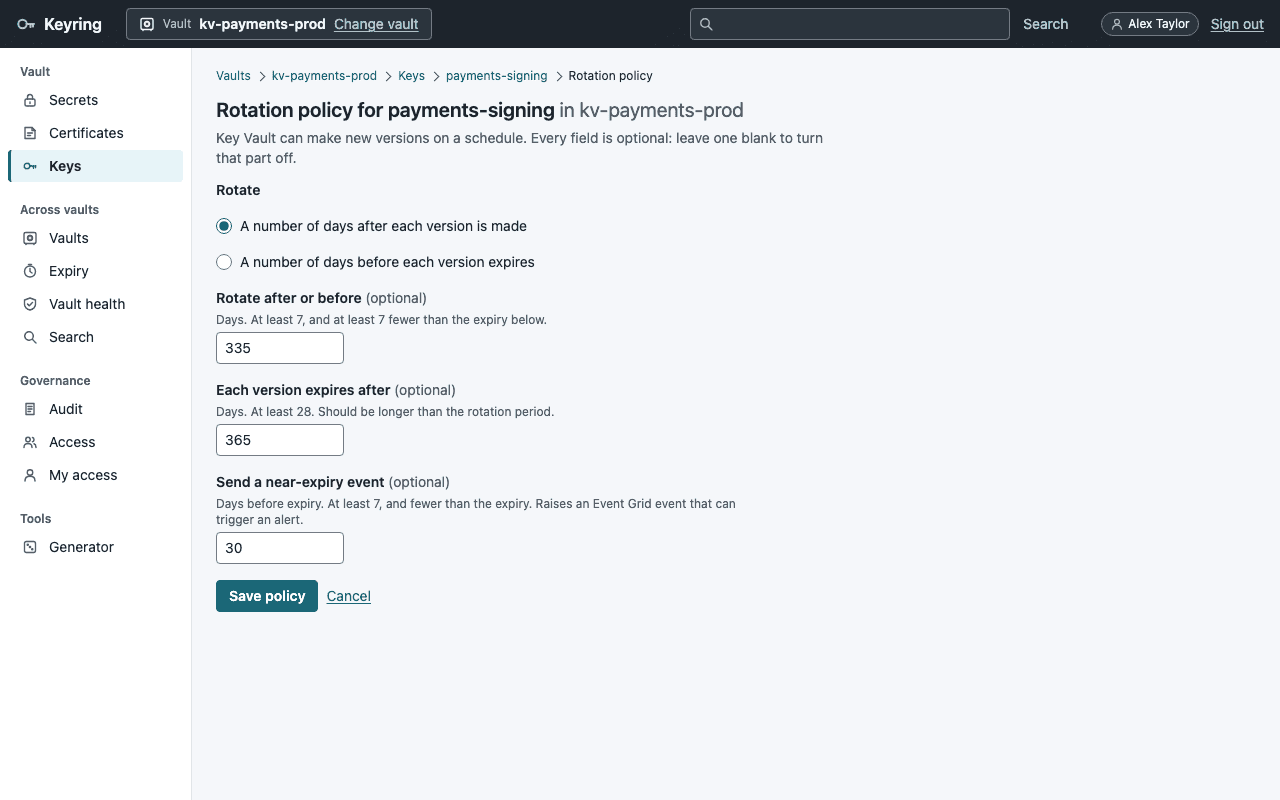 Keyring
Vault kv-payments-prod Change vault
Search
Alex Taylor
Sign out
Vault
Secrets
Certificates
Keys
Across vaults
Vaults
Expiry
Vault health
Search
Governance
Audit
Access
My access
Tools
Generator
Vaults > kv-payments-prod > Keys > payments-signing > Rotation policy
Rotation policy for payments-signing in kv-payments-prod
Key Vault can make new versions on a schedule. Every field is optional: leave one blank to turn
that part off.
Rotate
A number of days after each version is made
A number of days before each version expires
Rotate after or before (optional)
Days. At least 7, and at least 7 fewer than the expiry below.
335
Each version expires after (optional)
Days. At least 28. Should be longer than the rotation period.
365
Send a near-expiry event (optional)
Days before expiry. At least 7, and fewer than the expiry. Raises an Event Grid event that can
trigger an alert.
30
Save policy Cancel